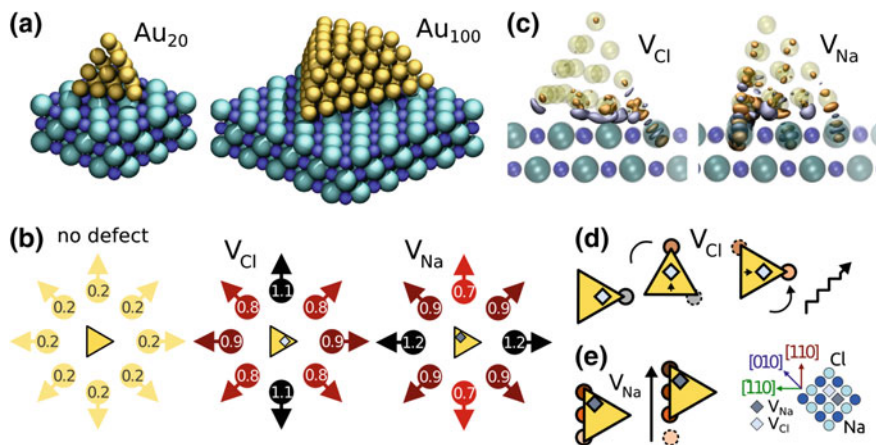 (a)
Au20
Au100
(c)
VCl
VNa
(b)
no defect
0.2
0.2 0.2
0.2 0.2
0.2 0.2
0.2
VCl
1.1
0.8 0.8
0.9 0.9
0.8 0.8
1.1
VNa
0.7
0.9 0.9
1.2 1.2
0.9 0.9
0.7
(d)
VCl
(e)
VNa
[010]
[110]
[110]
Cl
VNa
VCl
Na